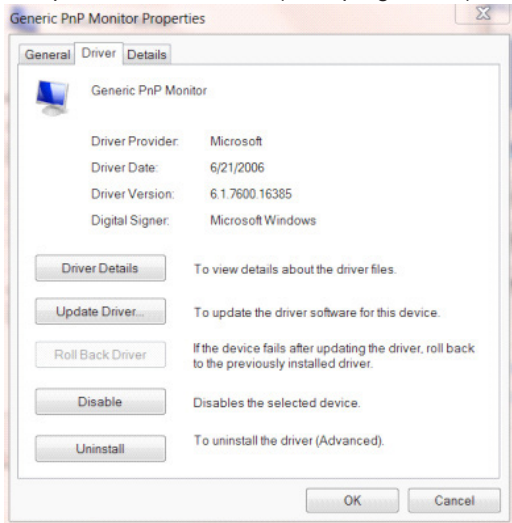 Generic PnP Monitor Properties
General Driver Details
Generic PnP Monitor
Driver Provider: Microsoft
Driver Date: 6/21/2006
Driver Version: 6.1.7600.16385
Digital Signer: Microsoft Windows
Driver Details To view details about the driver files.
Update Driver... To update the driver software for this device.
Roll Back Driver If the device fails after updating the driver, roll back
to the previously installed driver.
Disable Disables the selected device.
Uninstall To uninstall the driver (Advanced).
OK Cancel